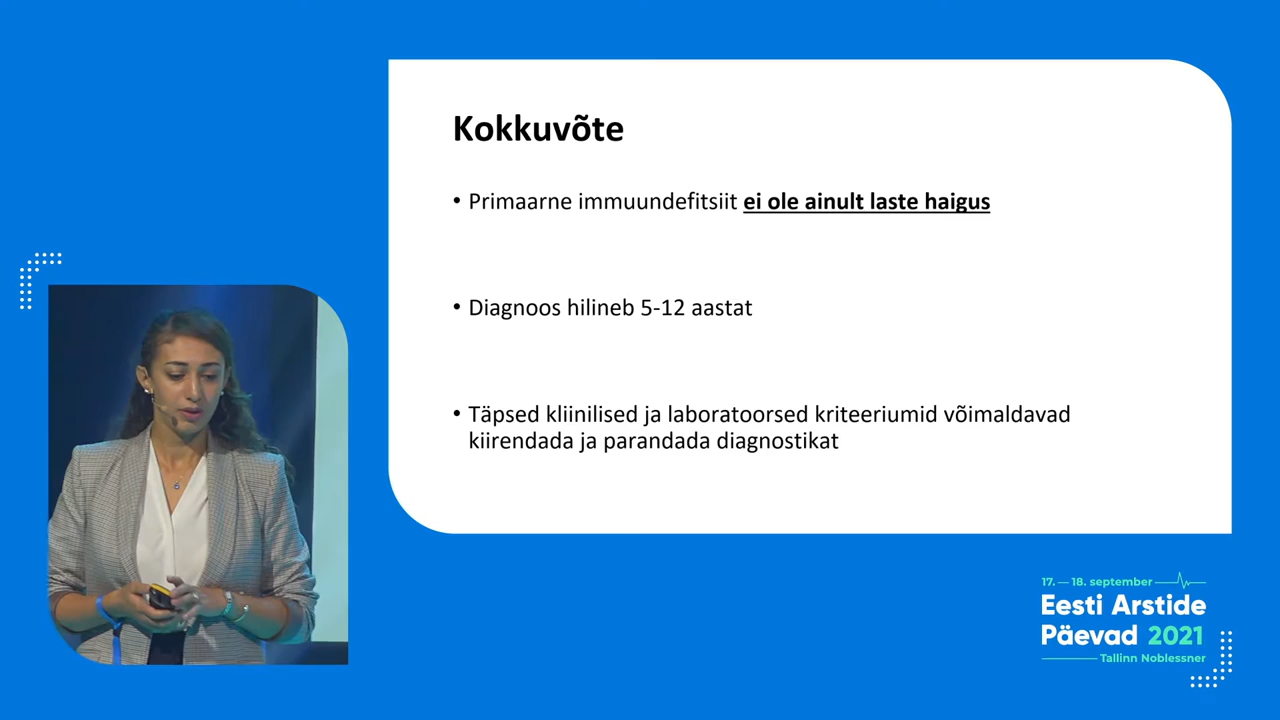 Kokkuvõte
• Primaarne immuundefitsiit ei ole ainult laste haigus
• Diagnoos hilineb 5-12 aastat
• Täpsed kliinilised ja laboratoorsed kriteeriumid võimaldavad
kiirendada ja parandada diagnostikat
17. — 18. september
Eesti Arstide
Päevad 2021
Tallinn Noblessner